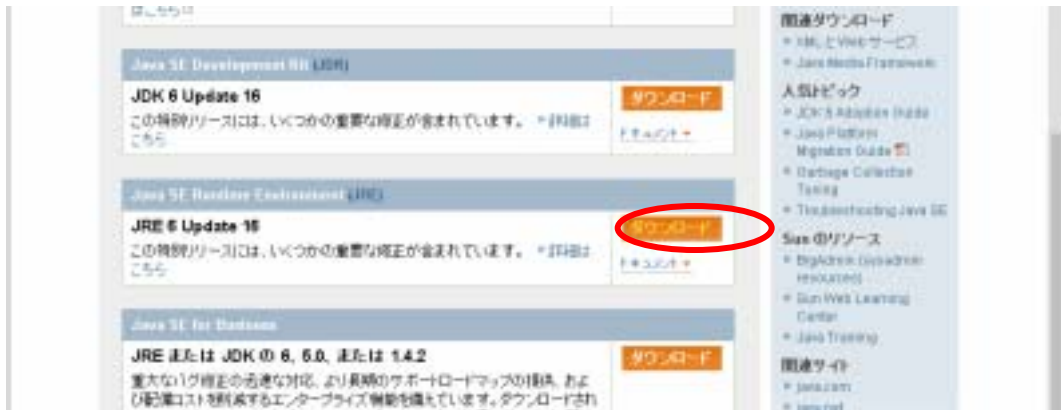 はこちら
Java SE Development Kit (JDK)
JDK 6 Update 16
ダウンロード
この特別リリースには、いくつかの重要な修正が含まれています。 詳細は
こちら
ドキュメント
Java SE Runtime Environment (JRE)
JRE 6 Update 16
ダウンロード
この特別リリースには、いくつかの重要な修正が含まれています。 詳細は
こちら
ドキュメント
Java SE for Business
JRE または JDK の 6, 5.0, または 1.4.2
ダウンロード
重大なバグ修正の迅速な対応、より長期のサポートロードマップの提供、およ
び配備コストを削減するエンタープライズ機能を備えています。ダウンロードされ
関連ダウンロード
XML と Web サービス
Java Media Framework
人気トピック
JDK 6 Adoption Guide
Java Platform
Migration Guide
Garbage Collection
Tuning
Troubleshooting Java SE
Sun のリソース
BigAdmin (sysadmin
resources)
Sun Web Learning
Center
Java Training
関連サイト
java.com
java.net